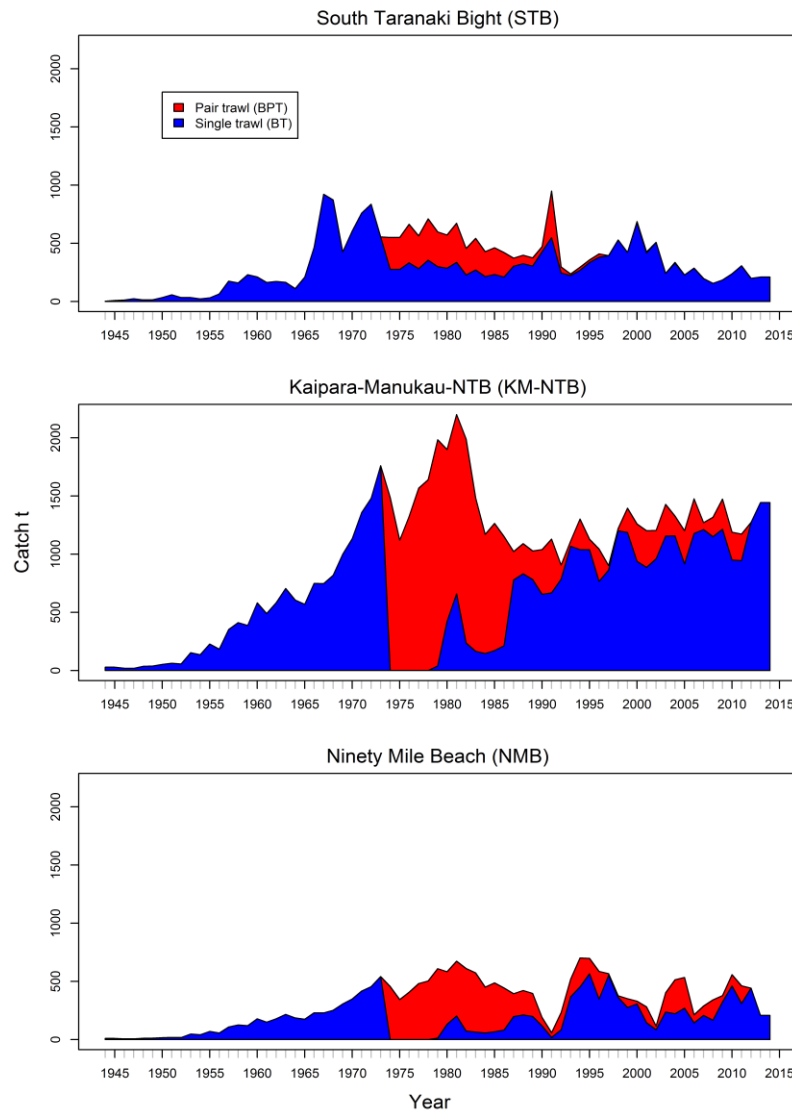 South Taranaki Bight (STB)
2000
1500
1000
500
0
Pair trawl (BPT)
Single trawl (BT)
1945 1950 1955 1960 1965 1970 1975 1980 1985 1990 1995 2000 2005 2010 2015
Kaipara-Manukau-NTB (KM-NTB)
Catch t
2000
1500
1000
500
0
1945 1950 1955 1960 1965 1970 1975 1980 1985 1990 1995 2000 2005 2010 2015
Ninety Mile Beach (NMB)
2000
1500
1000
500
0
1945 1950 1955 1960 1965 1970 1975 1980 1985 1990 1995 2000 2005 2010 2015
Year